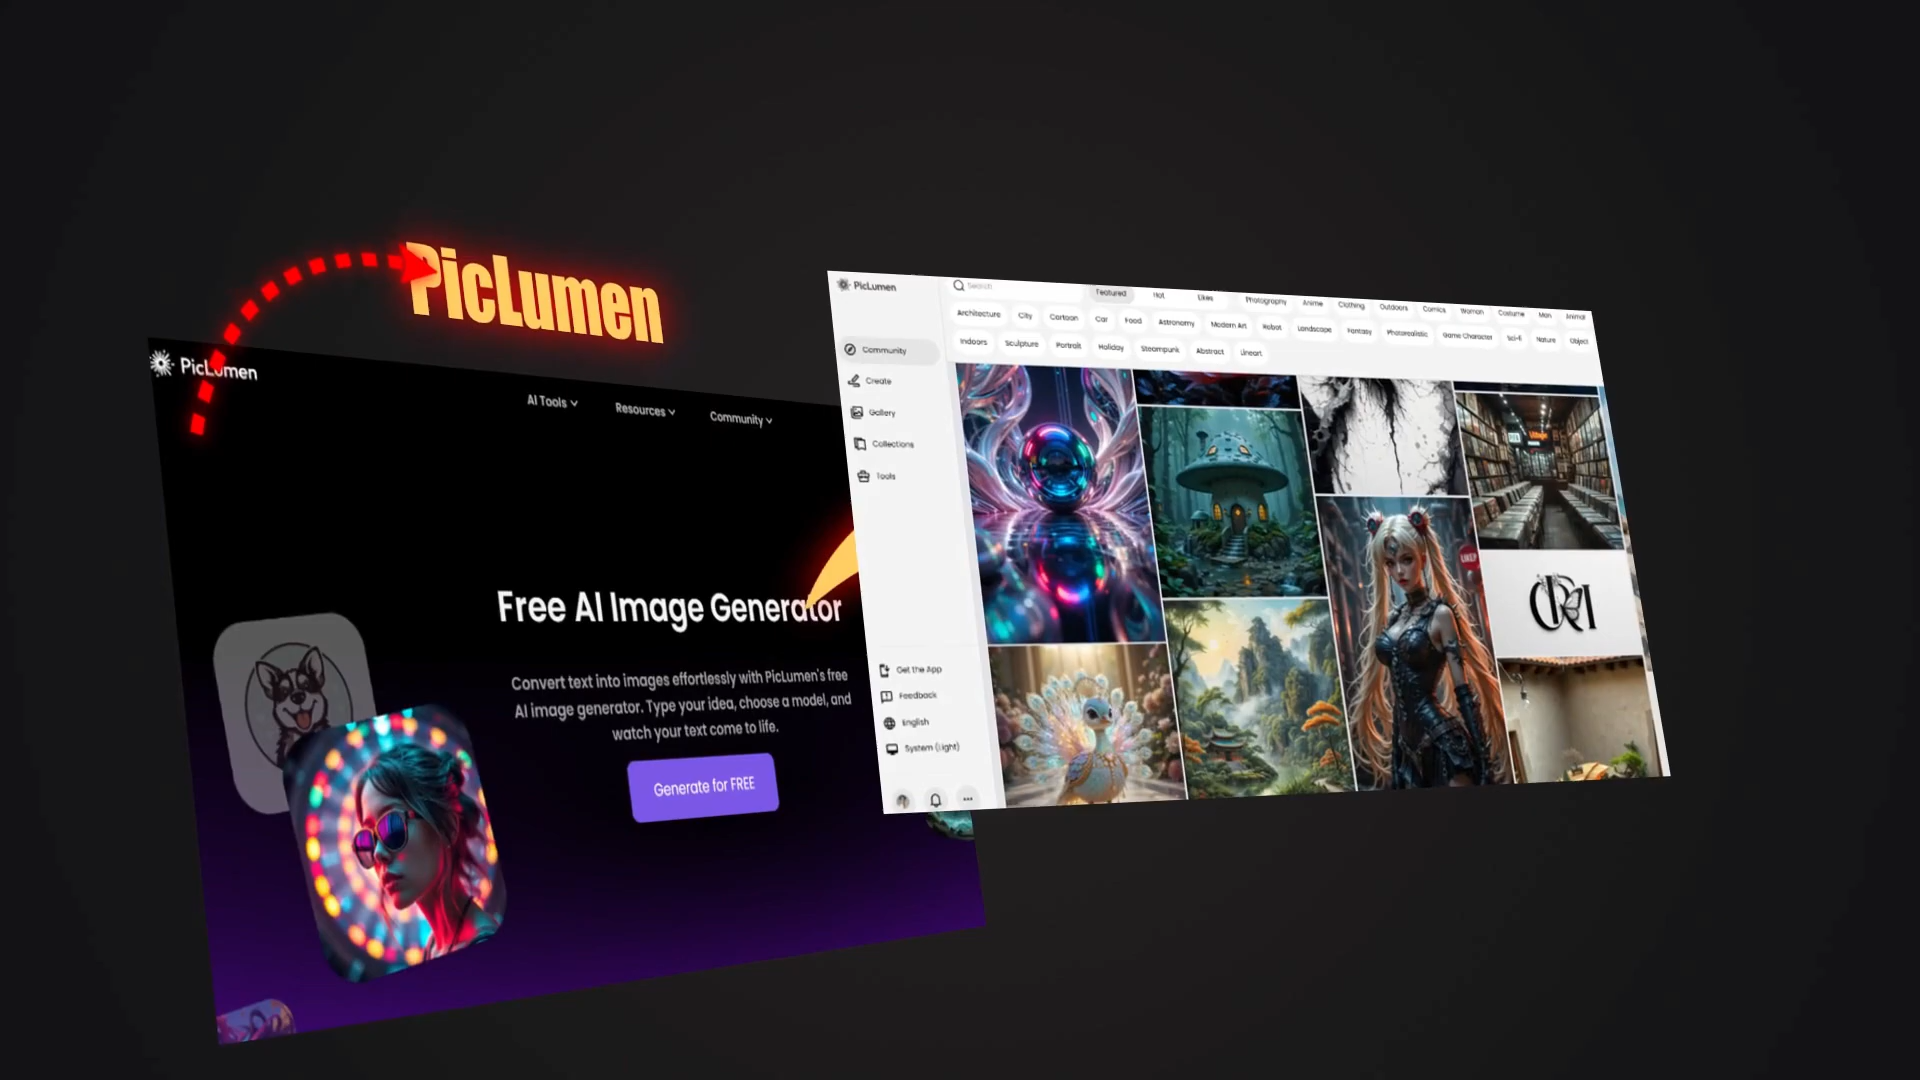 PicLumen
PicLumen
AI Tools
Resources
Community
Free AI Image Generator
Convert text into images effortlessly with PicLumen's free
AI image generator. Type your idea, choose a model, and
watch your text come to life.
Generate for FREE
PicLumen
Search
Featured
Hot
Likes
Photography
Anime
Clothing
Outdoors
Comics
Woman
Costume
Man
Animal
Architecture
City
Cartoon
Car
Food
Astronomy
Modern Art
Robot
Landscape
Fantasy
Photorealistic
Game Character
Sci-fi
Nature
Object
Indoors
Sculpture
Portrait
Holiday
Steampunk
Abstract
Lineart
Community
Create
Gallery
Collections
Tools
Get the App
Feedback
English
System (Light)